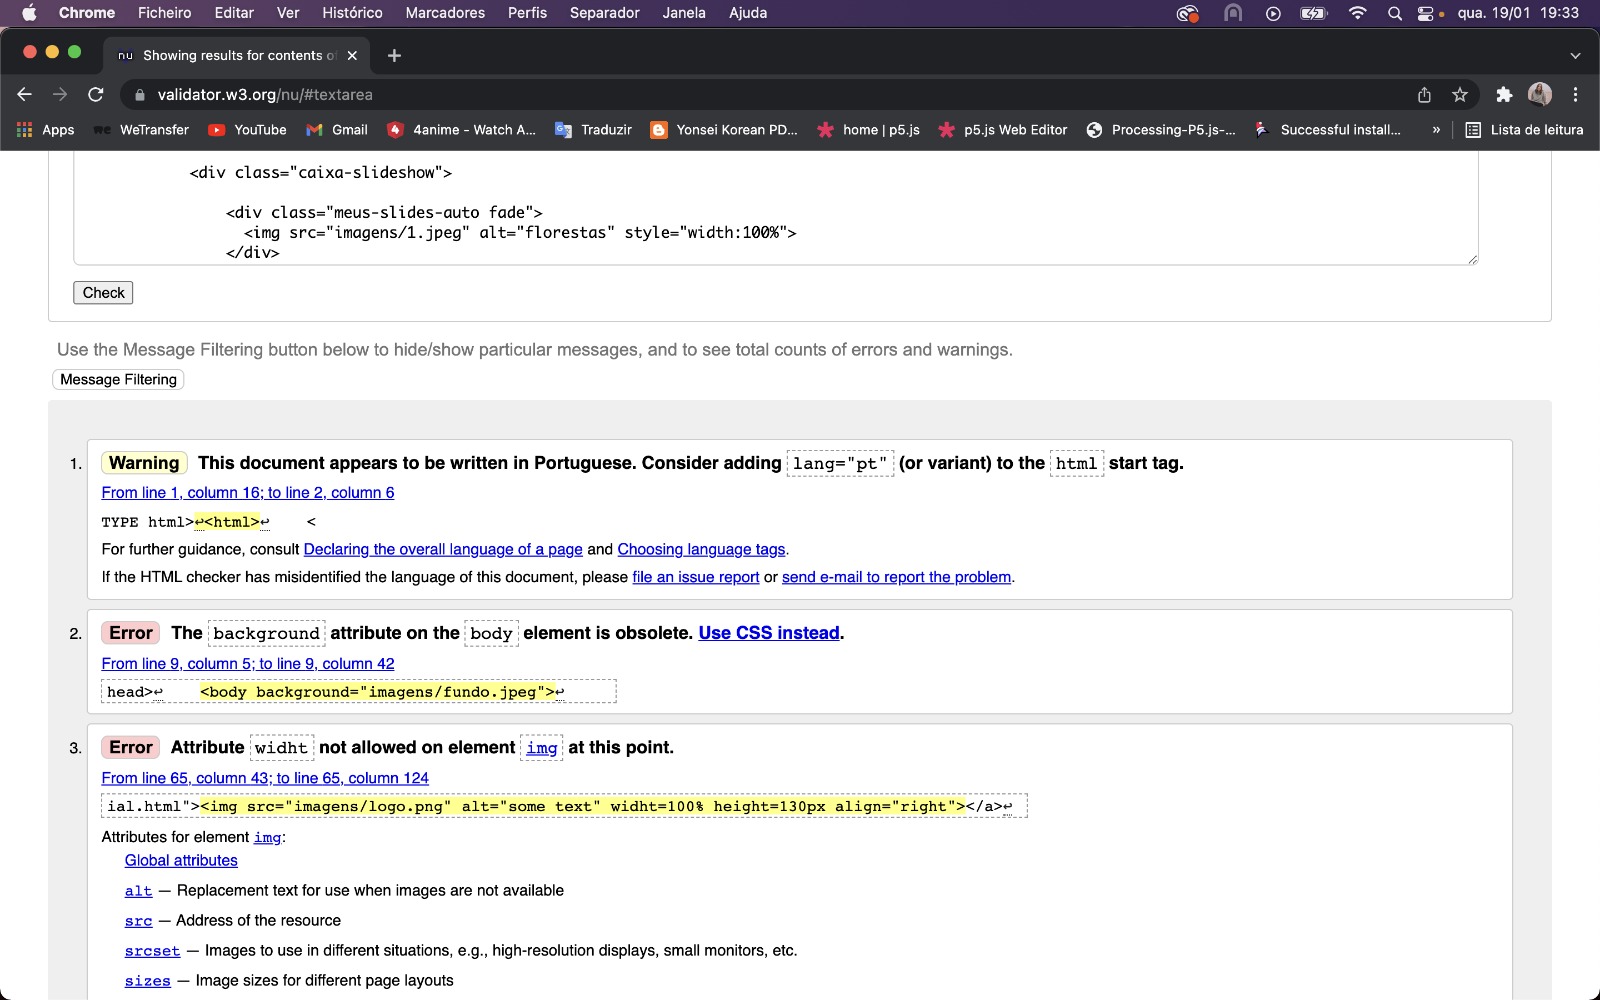 Chrome Ficheiro Editar Ver Histórico Marcadores Perfis Separador Janela Ajuda qua. 19/01 19:33
nu Showing results for contents o
validator.w3.org/nu/#textarea
Apps we WeTransfer YouTube Gmail 4anime - Watch A... Traduzir Yonsei Korean PD... home | p5.js p5.js Web Editor Processing-P5.js-... Successful install... » Lista de leitura
<div class="caixa-slideshow">
<div class="meus-slides-auto fade">
<img src="imagens/1.jpeg" alt="florestas" style="width:100%">
</div>
Check
Use the Message Filtering button below to hide/show particular messages, and to see total counts of errors and warnings.
Message Filtering
1. Warning This document appears to be written in Portuguese. Consider adding lang="pt" (or variant) to the html start tag.
From line 1, column 16; to line 2, column 6
TYPE html>↩<html>↩ <
For further guidance, consult Declaring the overall language of a page and Choosing language tags.
If the HTML checker has misidentified the language of this document, please file an issue report or send e-mail to report the problem.
2. Error The background attribute on the body element is obsolete. Use CSS instead.
From line 9, column 5; to line 9, column 42
head>↩ <body background="imagens/fundo.jpeg">↩
3. Error Attribute widht not allowed on element img at this point.
From line 65, column 43; to line 65, column 124
ial.html"><img src="imagens/logo.png" alt="some text" widht=100% height=130px align="right"></a>↩
Attributes for element img:
Global attributes
alt — Replacement text for use when images are not available
src — Address of the resource
srcset — Images to use in different situations, e.g., high-resolution displays, small monitors, etc.
sizes — Image sizes for different page layouts